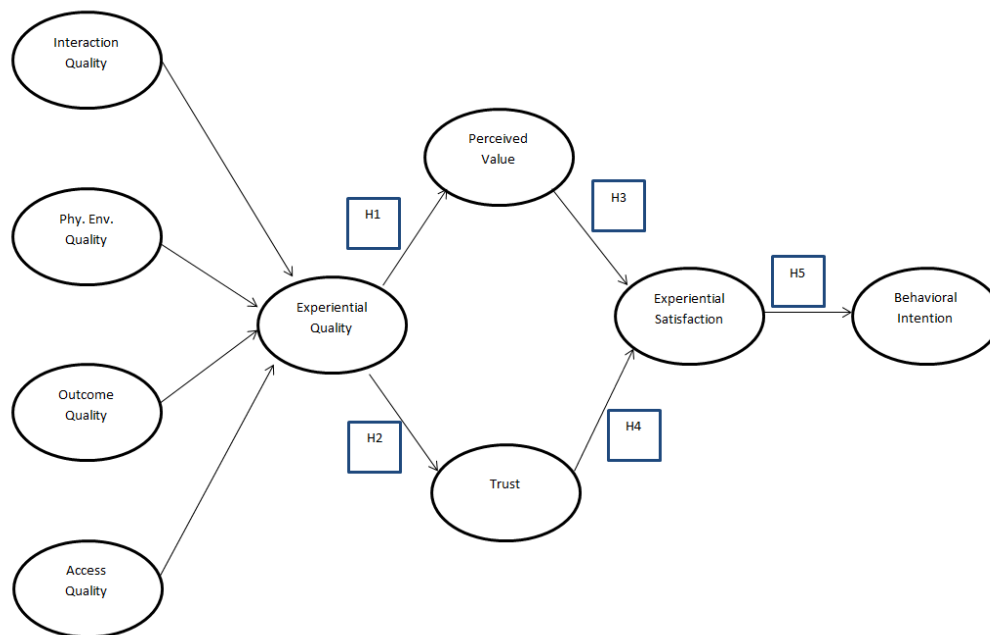 Interaction
Quality
Perceived
Value
H1
H3
Phy. Env.
Quality
Experiential
Quality
H5
Experiential
Satisfaction
Behavioral
Intention
Outcome
Quality
H2
H4
Trust
Access
Quality